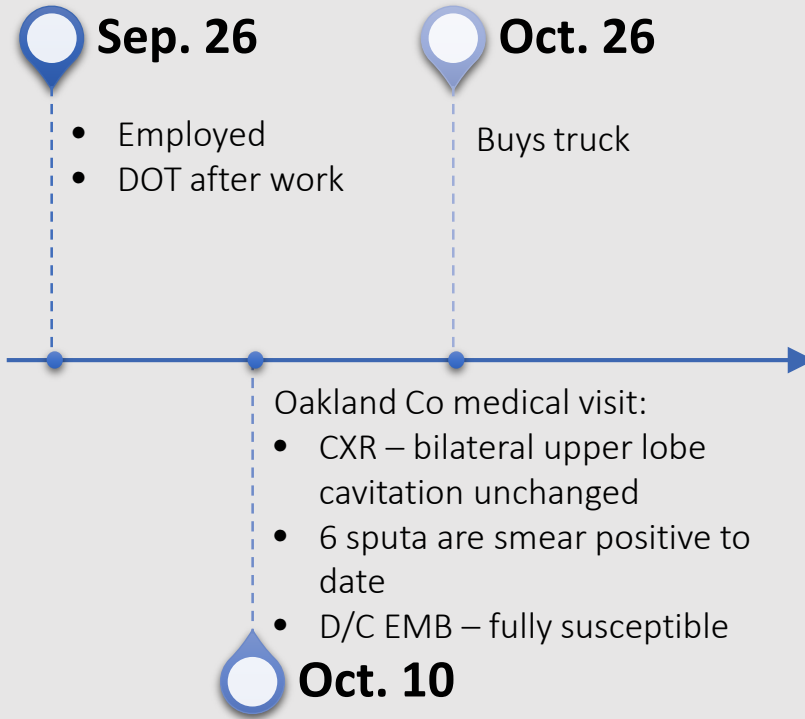 Sep. 26
• Employed
• DOT after work
Oct. 26
Buys truck
Oakland Co medical visit:
• CXR – bilateral upper lobe
cavitation unchanged
• 6 sputa are smear positive to
date
• D/C EMB – fully susceptible
Oct. 10